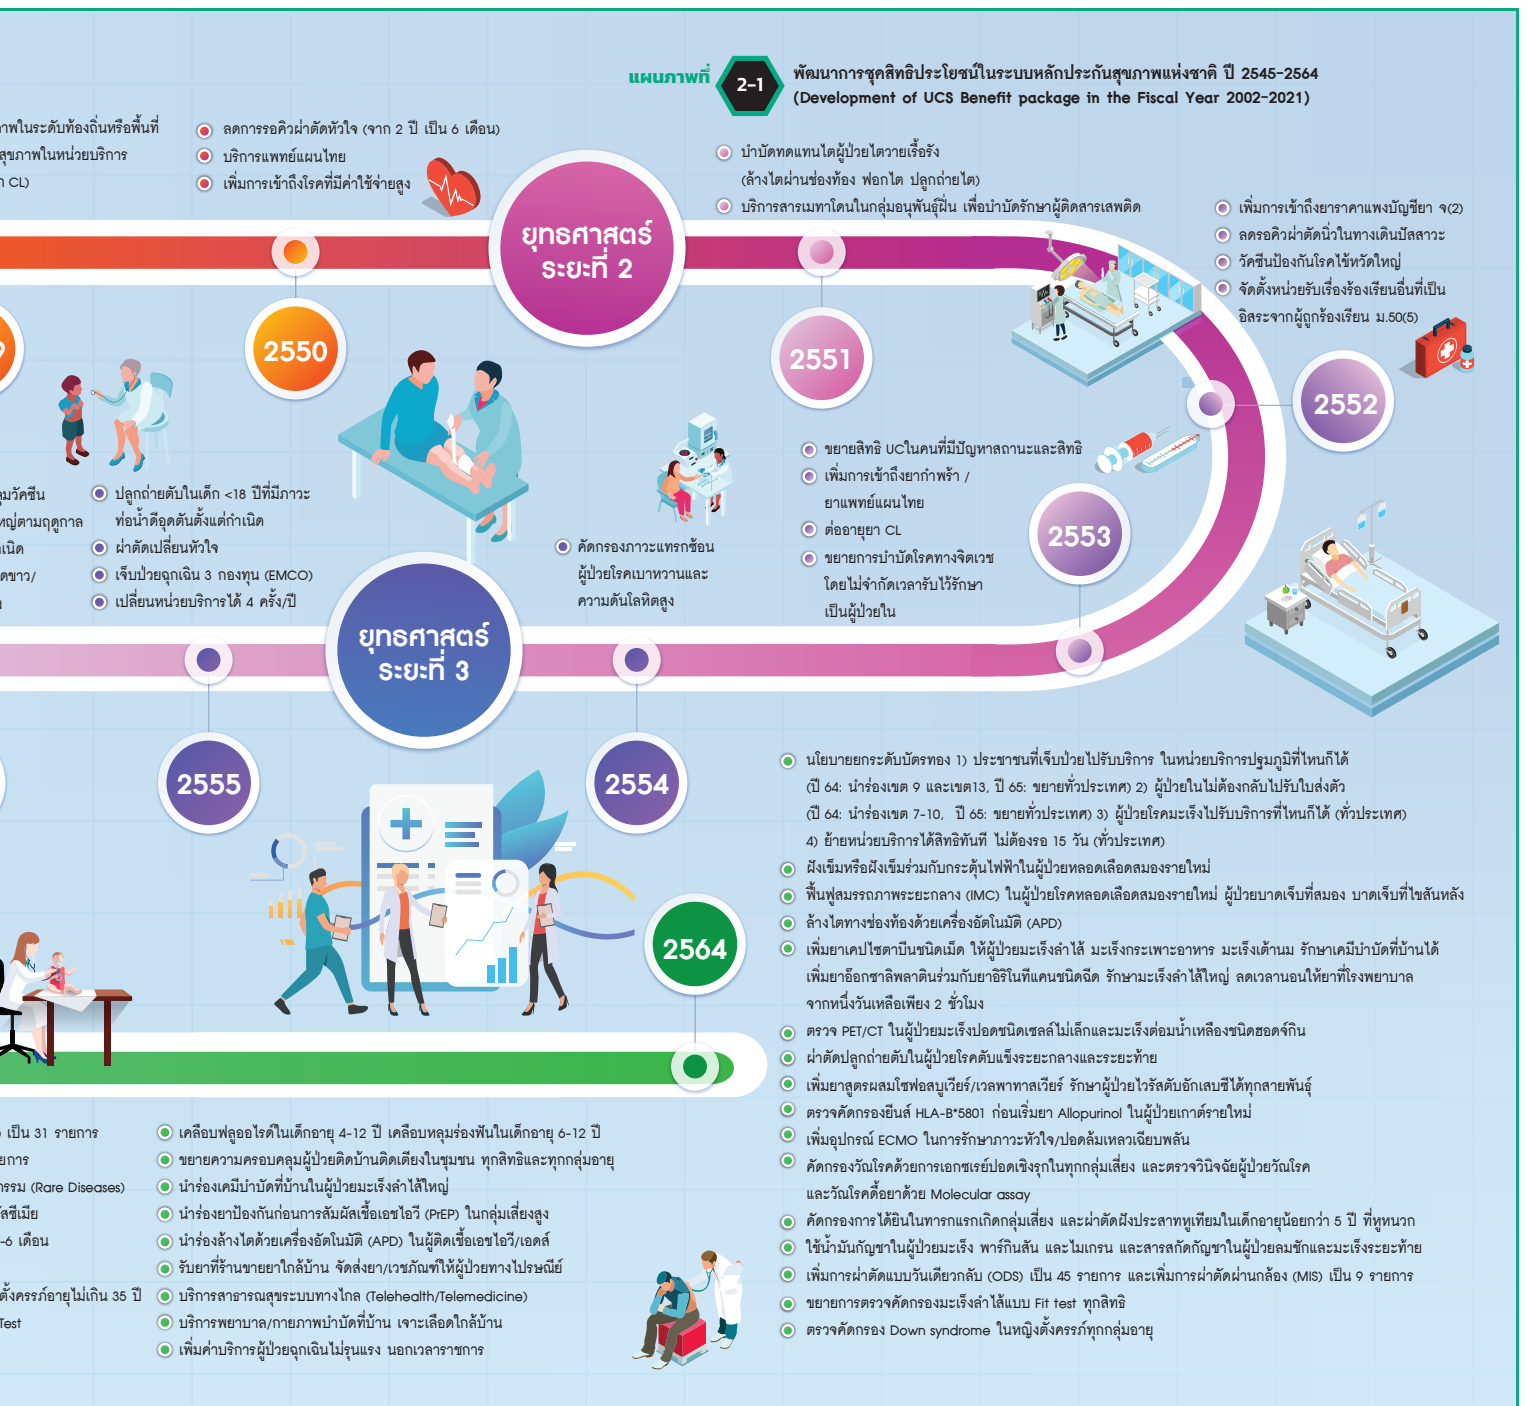 แผนภาพที่ 2-1
พัฒนาการชุดสิทธิประโยชน์ในระบบหลักประกันสุขภาพแห่งชาติ ปี 2545-2564
(Development of UCS Benefit package in the Fiscal Year 2002-2021)
าพในระดับท้องถิ่นหรือพื้นที่
สุขภาพในหน่วยบริการ
า CL)
ลดการรอคิวผ่าตัดหัวใจ (จาก 2 ปี เป็น 6 เดือน)
บริการแพทย์แผนไทย
เพิ่มการเข้าถึงโรคที่มีค่าใช้จ่ายสูง
ยุทธศาสตร์
ระยะที่ 2
บำบัดทดแทนไตผู้ป่วยไตวายเรื้อรัง
(ล้างไตผ่านช่องท้อง ฟอกไต ปลูกถ่ายไต)
บริการสารเมทาโดนในกลุ่มอนุพันธุ์ฝิ่น เพื่อบำบัดรักษาผู้ติดสารเสพติด
เพิ่มการเข้าถึงยาราคาแพงบัญชียา จ(2)
ลดรอคิวผ่าตัดนิ่วในทางเดินปัสสาวะ
วัคซีนป้องกันโรคไข้หวัดใหญ่
จัดตั้งหน่วยรับเรื่องร้องเรียนอื่นที่เป็น
อิสระจากผู้ถูกร้องเรียน ม.50(5)
9
2550
2551
2552
2553
ุมวัคซีน
หญ่ตามฤดูกาล
เนิด
ดขาว/
ปลูกถ่ายตับในเด็ก <18 ปีที่มีภาวะ
ท่อน้ำดีอุดตันตั้งแต่กำเนิด
ผ่าตัดเปลี่ยนหัวใจ
เจ็บป่วยฉุกเฉิน 3 กองทุน (EMCO)
เปลี่ยนหน่วยบริการได้ 4 ครั้ง/ปี
คัดกรองภาวะแทรกซ้อน
ผู้ป่วยโรคเบาหวานและ
ความดันโลหิตสูง
ขยายสิทธิ UCในคนที่มีปัญหาสถานะและสิทธิ
เพิ่มการเข้าถึงยากำพร้า /
ยาแพทย์แผนไทย
ต่ออายุยา CL
ขยายการบำบัดโรคทางจิตเวช
โดยไม่จำกัดเวลารับไว้รักษา
เป็นผู้ป่วยใน
ยุทธศาสตร์
ระยะที่ 3
2555
2554
2564
นโยบายยกระดับบัตรทอง 1) ประชาชนที่เจ็บป่วยไปรับบริการ ในหน่วยบริการปฐมภูมิที่ไหนก็ได้
(ปี 64: นำร่องเขต 9 และเขต13, ปี 65: ขยายทั่วประเทศ) 2) ผู้ป่วยในไม่ต้องกลับไปรับใบส่งตัว
(ปี 64: นำร่องเขต 7-10, ปี 65: ขยายทั่วประเทศ) 3) ผู้ป่วยโรคมะเร็งไปรับบริการที่ไหนก็ได้ (ทั่วประเทศ)
4) ย้ายหน่วยบริการได้สิทธิทันที ไม่ต้องรอ 15 วัน (ทั่วประเทศ)
ฝังเข็มหรือฝังเข็มร่วมกับกระตุ้นไฟฟ้าในผู้ป่วยหลอดเลือดสมองรายใหม่
ฟื้นฟูสมรรถภาพระยะกลาง (IMC) ในผู้ป่วยโรคหลอดเลือดสมองรายใหม่ ผู้ป่วยบาดเจ็บที่สมอง บาดเจ็บที่ไขสันหลัง
ล้างไตทางช่องท้องด้วยเครื่องอัตโนมัติ (APD)
เพิ่มยาเคปไซตาบีนชนิดเม็ด ให้ผู้ป่วยมะเร็งลำไส้ มะเร็งกระเพาะอาหาร มะเร็งเต้านม รักษาเคมีบำบัดที่บ้านได้
เพิ่มยาอ๊อกซาลิพลาตินร่วมกับยาอิริโนทีแคนชนิดฉีด รักษามะเร็งลำไส้ใหญ่ ลดเวลานอนให้ยาที่โรงพยาบาล
จากหนึ่งวันเหลือเพียง 2 ชั่วโมง
ตรวจ PET/CT ในผู้ป่วยมะเร็งปอดชนิดเซลล์ไม่เล็กและมะเร็งต่อมน้ำเหลืองชนิดฮอดจ์กิน
ผ่าตัดปลูกถ่ายตับในผู้ป่วยโรคตับแข็งระยะกลางและระยะท้าย
เพิ่มยาสูตรผสมโซฟอสบูเวียร์/เวลพาทาสเวียร์ รักษาผู้ป่วยไวรัสตับอักเสบซีได้ทุกสายพันธุ์
ตรวจคัดกรองยีนส์ HLA-B*5801 ก่อนเริ่มยา Allopurinol ในผู้ป่วยเกาต์รายใหม่
เพิ่มอุปกรณ์ ECMO ในการรักษาภาวะหัวใจ/ปอดล้มเหลวเฉียบพลัน
คัดกรองวัณโรคด้วยการเอกซเรย์ปอดเชิงรุกในทุกกลุ่มเสี่ยง และตรวจวินิจฉัยผู้ป่วยวัณโรค
และวัณโรคดื้อยาด้วย Molecular assay
คัดกรองการได้ยินในทารกแรกเกิดกลุ่มเสี่ยง และผ่าตัดฝังประสาทหูเทียมในเด็กอายุน้อยกว่า 5 ปี ที่หูหนวก
ใช้น้ำมันกัญชาในผู้ป่วยมะเร็ง พาร์กินสัน และไมเกรน และสารสกัดกัญชาในผู้ป่วยลมชักและมะเร็งระยะท้าย
เพิ่มการผ่าตัดแบบวันเดียวกลับ (ODS) เป็น 45 รายการ และเพิ่มการผ่าตัดผ่านกล้อง (MIS) เป็น 9 รายการ
ขยายการตรวจคัดกรองมะเร็งลำไส้แบบ Fit test ทุกสิทธิ
ตรวจคัดกรอง Down syndrome ในหญิงตั้งครรภ์ทุกกลุ่มอายุ
เป็น 31 รายการ
ยการ
กรรม (Rare Diseases)
ัสซีเมีย
-6 เดือน
ตั้งครรภ์อายุไม่เกิน 35 ปี
Test
เคลือบฟลูออไรด์ในเด็กอายุ 4-12 ปี เคลือบหลุมร่องฟันในเด็กอายุ 6-12 ปี
ขยายความครอบคลุมผู้ป่วยติดบ้านติดเตียงในชุมชน ทุกสิทธิและทุกกลุ่มอายุ
นำร่องเคมีบำบัดที่บ้านในผู้ป่วยมะเร็งลำไส้ใหญ่
นำร่องยาป้องกันก่อนการสัมผัสเชื้อเอชไอวี (PrEP) ในกลุ่มเสี่ยงสูง
นำร่องล้างไตด้วยเครื่องอัตโนมัติ (APD) ในผู้ติดเชื้อเอชไอวี/เอดส์
รับยาที่ร้านขายยาใกล้บ้าน จัดส่งยา/เวชภัณฑ์ให้ผู้ป่วยทางไปรษณีย์
บริการสาธารณสุขระบบทางไกล (Telehealth/Telemedicine)
บริการพยาบาล/กายภาพบำบัดที่บ้าน เจาะเลือดใกล้บ้าน
เพิ่มค่าบริการผู้ป่วยฉุกเฉินไม่รุนแรง นอกเวลาราชการ